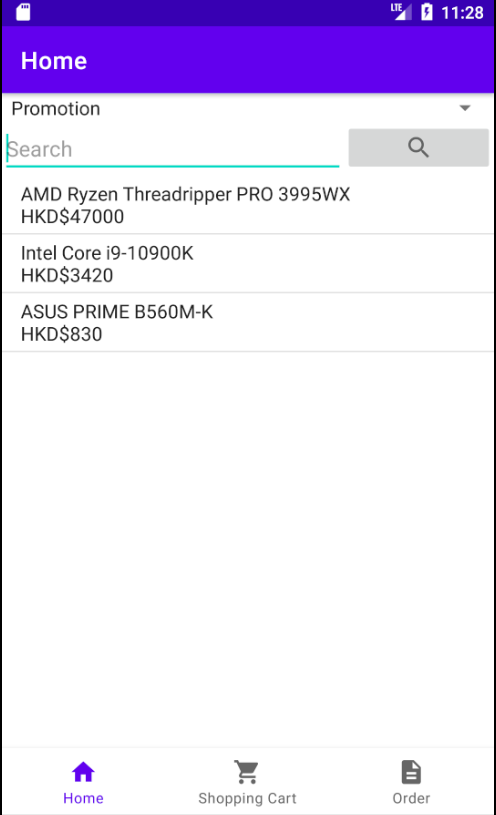 LTE 11:28
Home
Promotion
Search
AMD Ryzen Threadripper PRO 3995WX
HKD$47000
Intel Core i9-10900K
HKD$3420
ASUS PRIME B560M-K
HKD$830
Home Shopping Cart Order